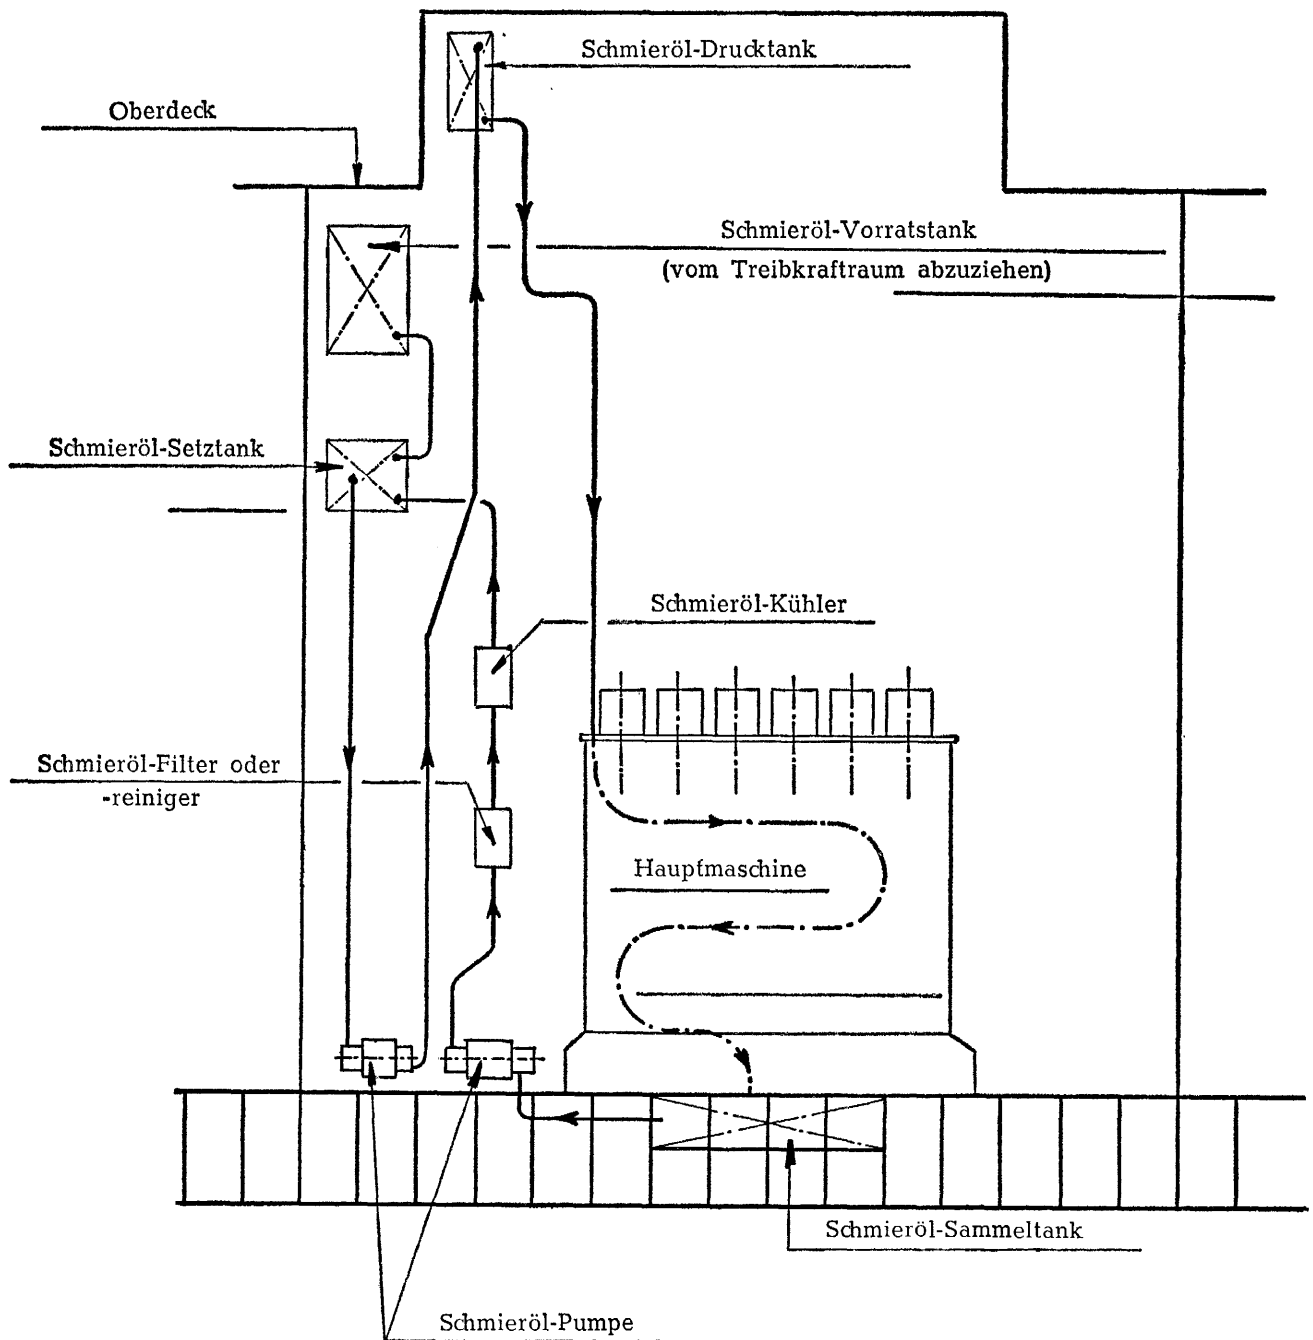 Schmieröl-Drucktank
Oberdeck
Schmieröl-Vorratstank
(vom Treibkraftraum abzuziehen)
Schmieröl-Setztank
Schmieröl-Kühler
Schmieröl-Filter oder
-reiniger
Hauptmaschine
Schmieröl-Sammeltank
Schmieröl-Pumpe